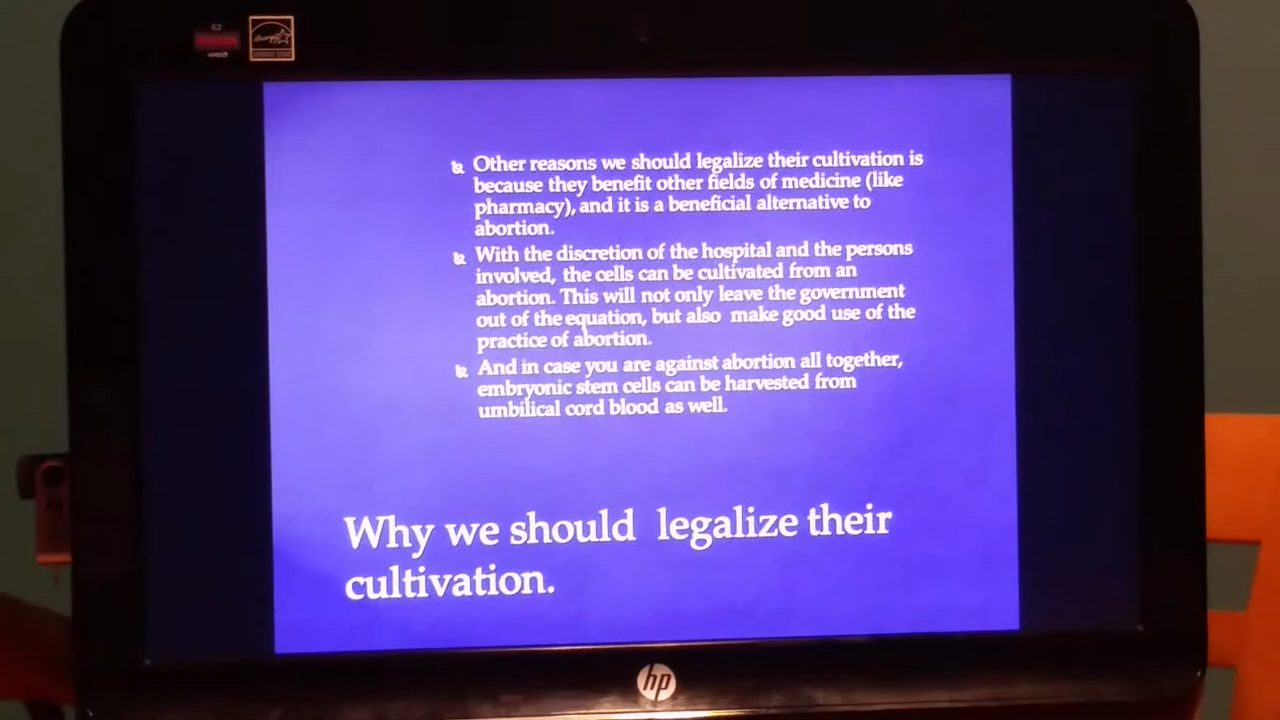 Other reasons we should legalize their cultivation is
because they benefit other fields of medicine (like
pharmacy), and it is a beneficial alternative to
abortion.
With the discretion of the hospital and the persons
involved, the cells can be cultivated from an
abortion. This will not only leave the government
out of the equation, but also make good use of the
practice of abortion.
And in case you are against abortion all together,
embryonic stem cells can be harvested from
umbilical cord blood as well.
Why we should legalize their
cultivation.
hp